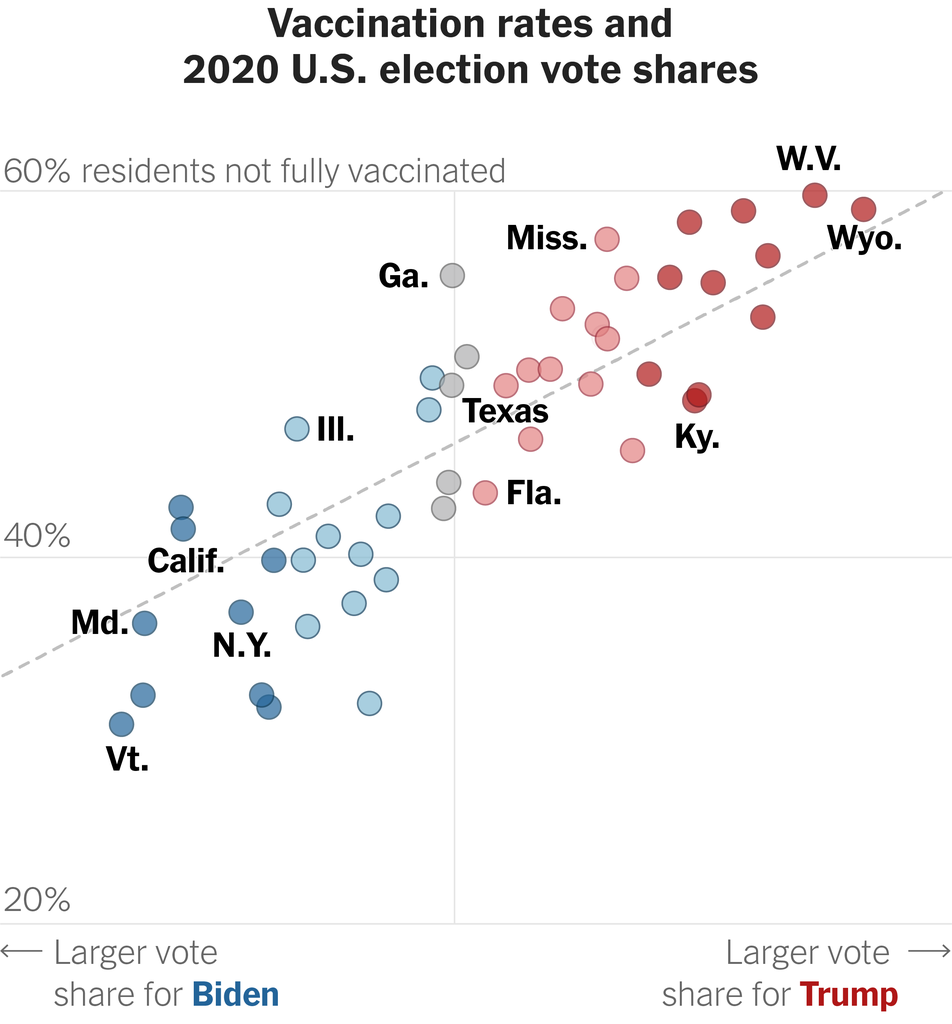 Vaccination rates and
2020 U.S. election vote shares
60% residents not fully vaccinated
W.V.
Miss.
Wyo.
Ga.
Texas
Ill.
Ky.
Fla.
40%
Calif.
Md.
N.Y.
Vt.
20%
← Larger vote
share for Biden
Larger vote →
share for Trump